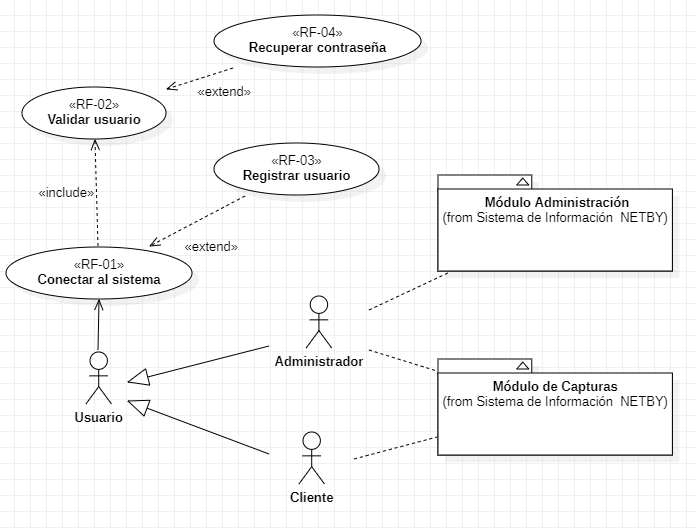 «RF-04»
Recuperar contraseña
«extend»
«RF-02»
Validar usuario
«RF-03»
Registrar usuario
«include»
«extend»
Módulo Administración
(from Sistema de Información NETBY)
«RF-01»
Conectar al sistema
Administrador
Usuario
Módulo de Capturas
(from Sistema de Información NETBY)
Cliente